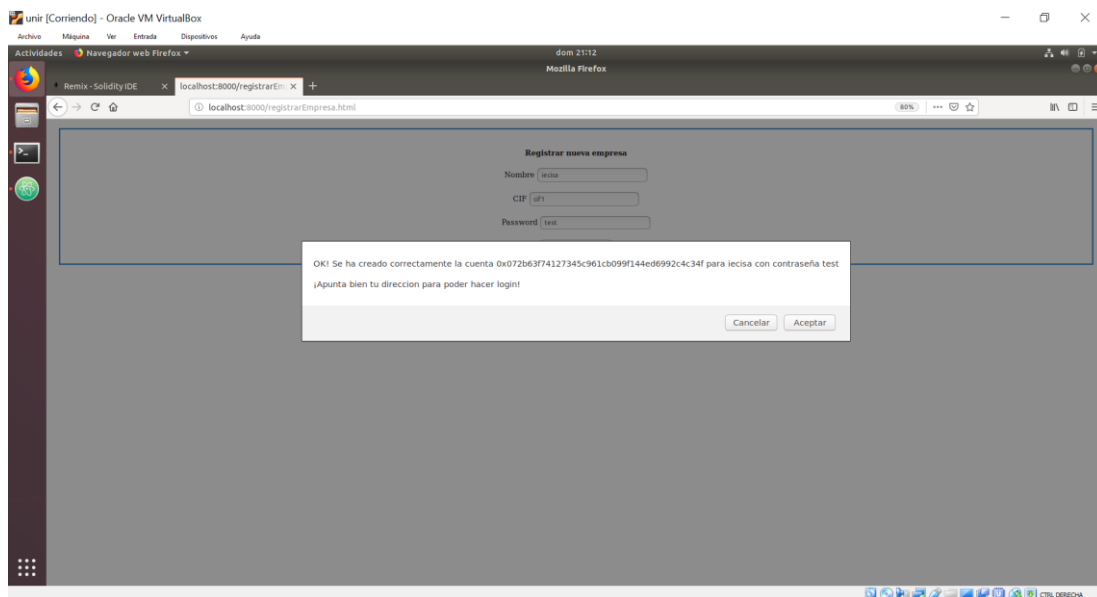 unir [Corriendo] - Oracle VM VirtualBox
Archivo Máquina Ver Entrada Dispositivos Ayuda
Actividades Navegador web Firefox dom 21:12
Mozilla Firefox
Remix - Solidity IDE localhost:8000/registrarEm
localhost:8000/registrarEmpresa.html 80%
Registrar nueva empresa
Nombre iecisa
CIF
Password test
OK! Se ha creado correctamente la cuenta 0x072b63f74127345c961cb099f144ed6992c4c34f para iecisa con contraseña test
¡Apunta bien tu direccion para poder hacer login!
Cancelar Aceptar
CTRL DERECHA